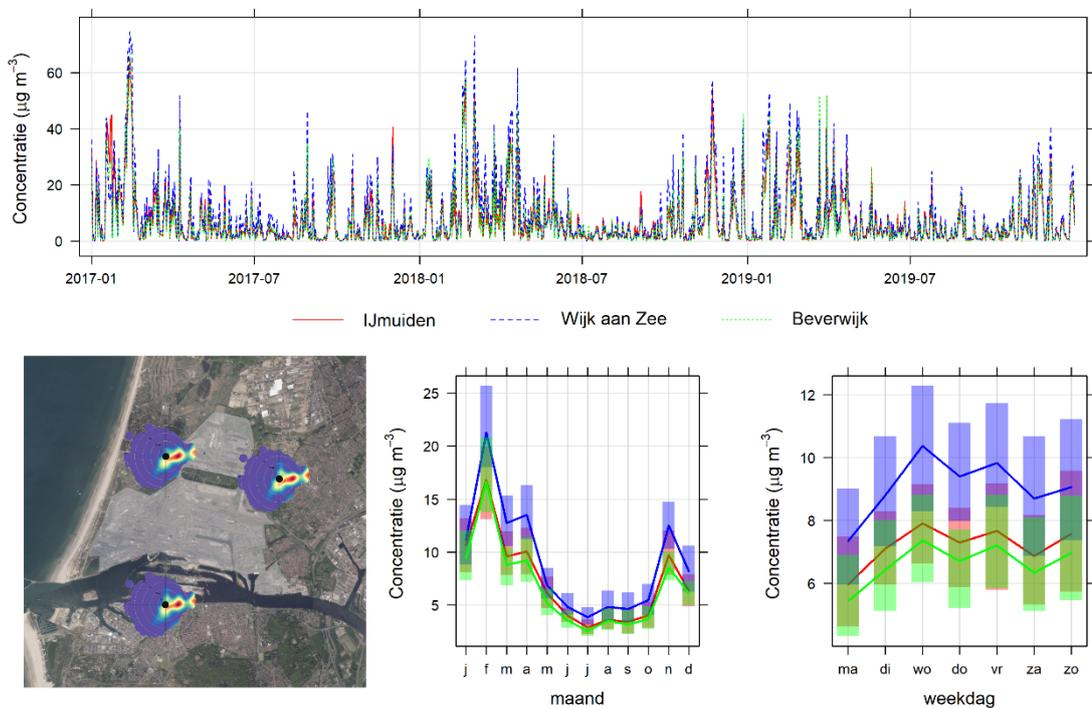 Concentratie (μg m⁻³)
60
40
20
0
2017-01 2017-07 2018-01 2018-07 2019-01 2019-07
IJmuiden Wijk aan Zee Beverwijk
Concentratie (μg m⁻³)
25
20
15
10
5
j f m a m j j a s o n d
maand
Concentratie (μg m⁻³)
12
10
8
6
ma di wo do vr za zo
weekdag